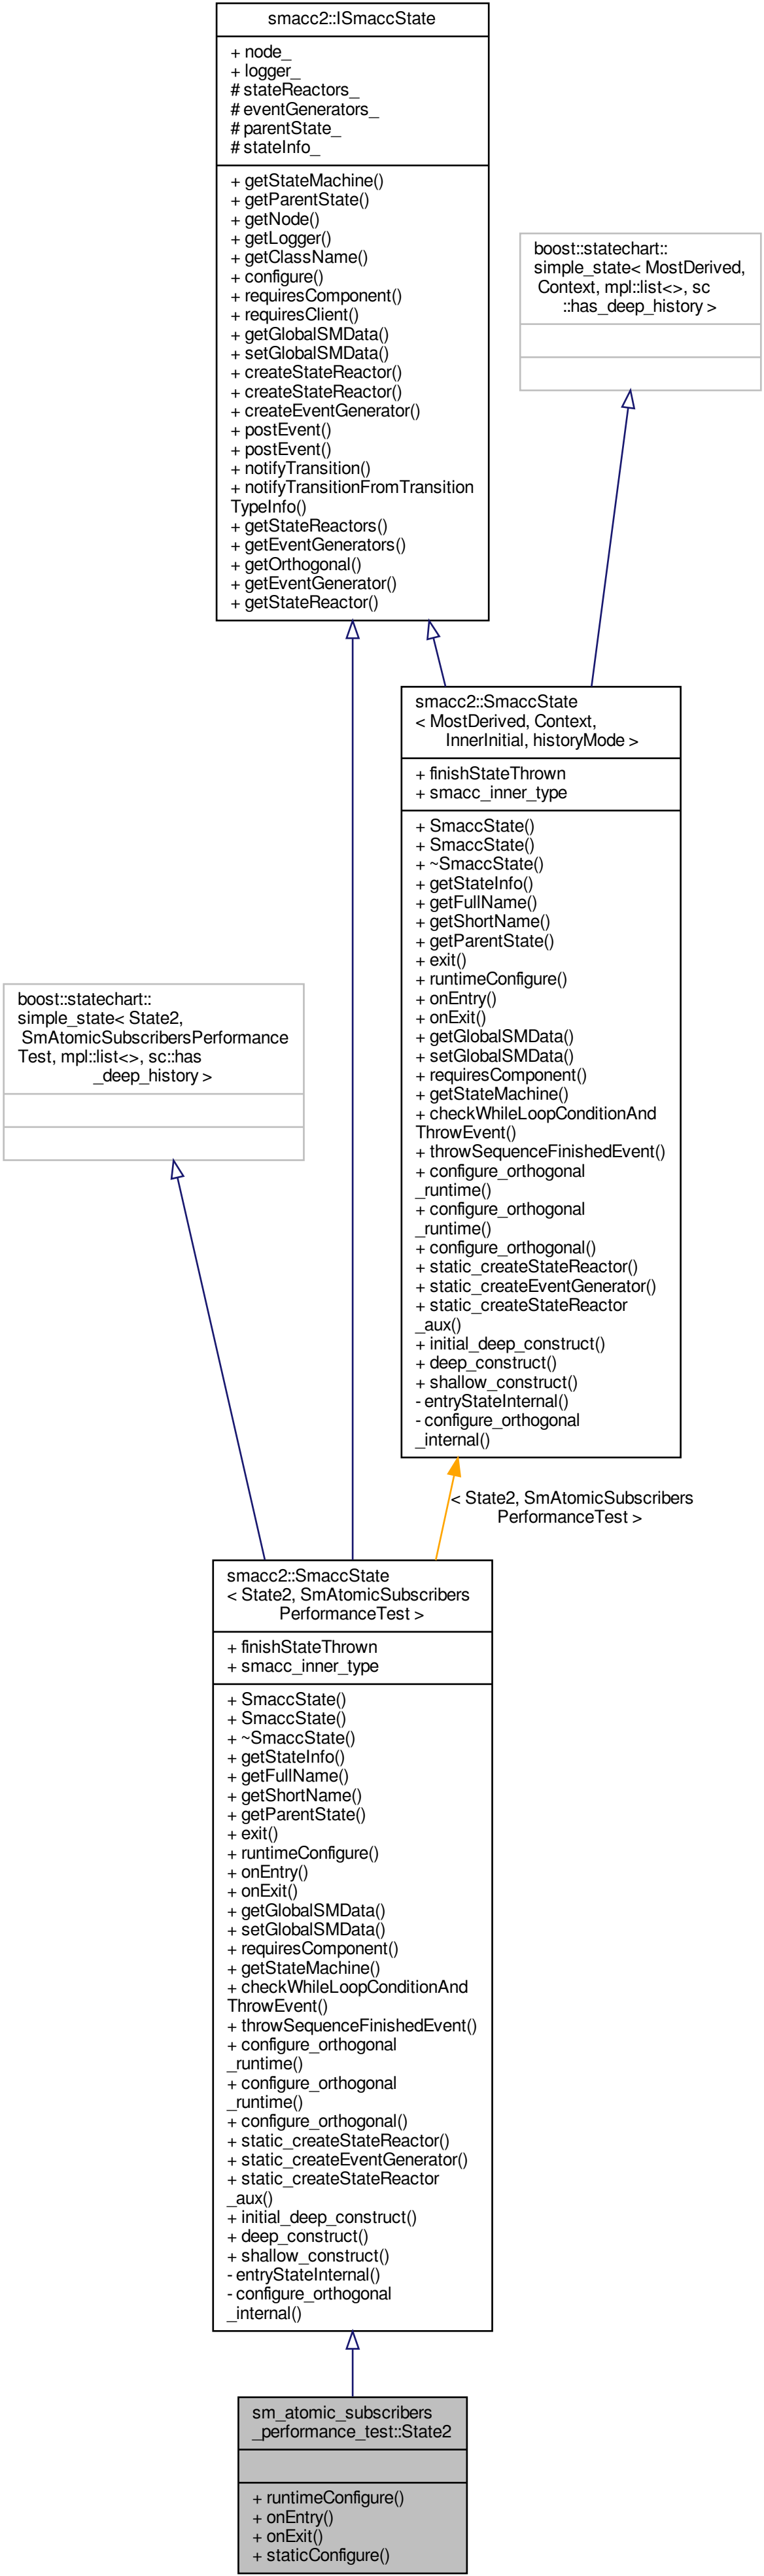 smacc2::ISmaccState
+ node_
+ logger_
# stateReactors_
# eventGenerators_
# parentState_
# stateInfo_
+ getStateMachine()
+ getParentState()
+ getNode()
+ getLogger()
+ getClassName()
+ configure()
+ requiresComponent()
+ requiresClient()
+ getGlobalSMData()
+ setGlobalSMData()
+ createStateReactor()
+ createStateReactor()
+ createEventGenerator()
+ postEvent()
+ postEvent()
+ notifyTransition()
+ notifyTransitionFromTransition
TypeInfo()
+ getStateReactors()
+ getEventGenerators()
+ getOrthogonal()
+ getEventGenerator()
+ getStateReactor()
boost::statechart::
simple_state< MostDerived,
Context, mpl::list<>, sc
::has_deep_history >
smacc2::SmaccState
< MostDerived, Context,
InnerInitial, historyMode >
+ finishStateThrown
+ smacc_inner_type
+ SmaccState()
+ SmaccState()
+ ~SmaccState()
+ getStateInfo()
+ getFullName()
+ getShortName()
+ getParentState()
+ exit()
+ runtimeConfigure()
+ onEntry()
+ onExit()
+ getGlobalSMData()
+ setGlobalSMData()
+ requiresComponent()
+ getStateMachine()
+ checkWhileLoopConditionAnd
ThrowEvent()
+ throwSequenceFinishedEvent()
+ configure_orthogonal
_runtime()
+ configure_orthogonal
_runtime()
+ configure_orthogonal()
+ static_createStateReactor()
+ static_createEventGenerator()
+ static_createStateReactor
_aux()
+ initial_deep_construct()
+ deep_construct()
+ shallow_construct()
- entryStateInternal()
- configure_orthogonal
_internal()
boost::statechart::
simple_state< State2,
SmAtomicSubscribersPerformance
Test, mpl::list<>, sc::has
_deep_history >
< State2, SmAtomicSubscribers
PerformanceTest >
smacc2::SmaccState
< State2, SmAtomicSubscribers
PerformanceTest >
+ finishStateThrown
+ smacc_inner_type
+ SmaccState()
+ SmaccState()
+ ~SmaccState()
+ getStateInfo()
+ getFullName()
+ getShortName()
+ getParentState()
+ exit()
+ runtimeConfigure()
+ onEntry()
+ onExit()
+ getGlobalSMData()
+ setGlobalSMData()
+ requiresComponent()
+ getStateMachine()
+ checkWhileLoopConditionAnd
ThrowEvent()
+ throwSequenceFinishedEvent()
+ configure_orthogonal
_runtime()
+ configure_orthogonal
_runtime()
+ configure_orthogonal()
+ static_createStateReactor()
+ static_createEventGenerator()
+ static_createStateReactor
_aux()
+ initial_deep_construct()
+ deep_construct()
+ shallow_construct()
- entryStateInternal()
- configure_orthogonal
_internal()
sm_atomic_subscribers
_performance_test::State2
+ runtimeConfigure()
+ onEntry()
+ onExit()
+ staticConfigure()